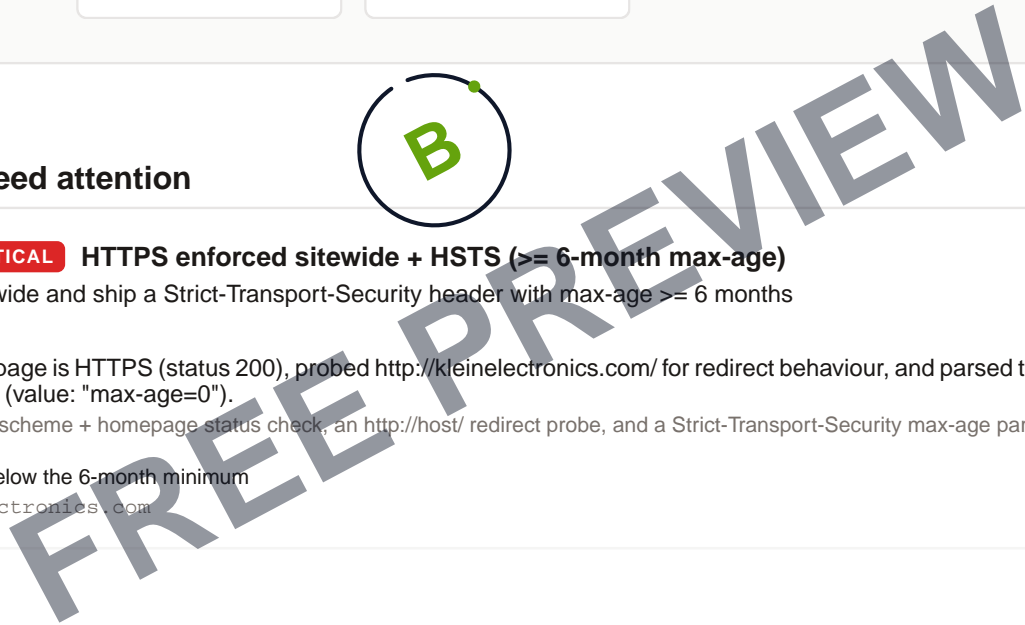 B
eed attention
TICAL HTTPS enforced sitewide + HSTS (>= 6-month max-age)
wide and ship a Strict-Transport-Security header with max-age >= 6 months
page is HTTPS (status 200), probed http://kleinelectronics.com/ for redirect behaviour, and parsed t
(value: "max-age=0").
scheme + homepage status check, an http://host/ redirect probe, and a Strict-Transport-Security max-age par
elow the 6-month minimum
ctronics.com
FREE PREVIEW